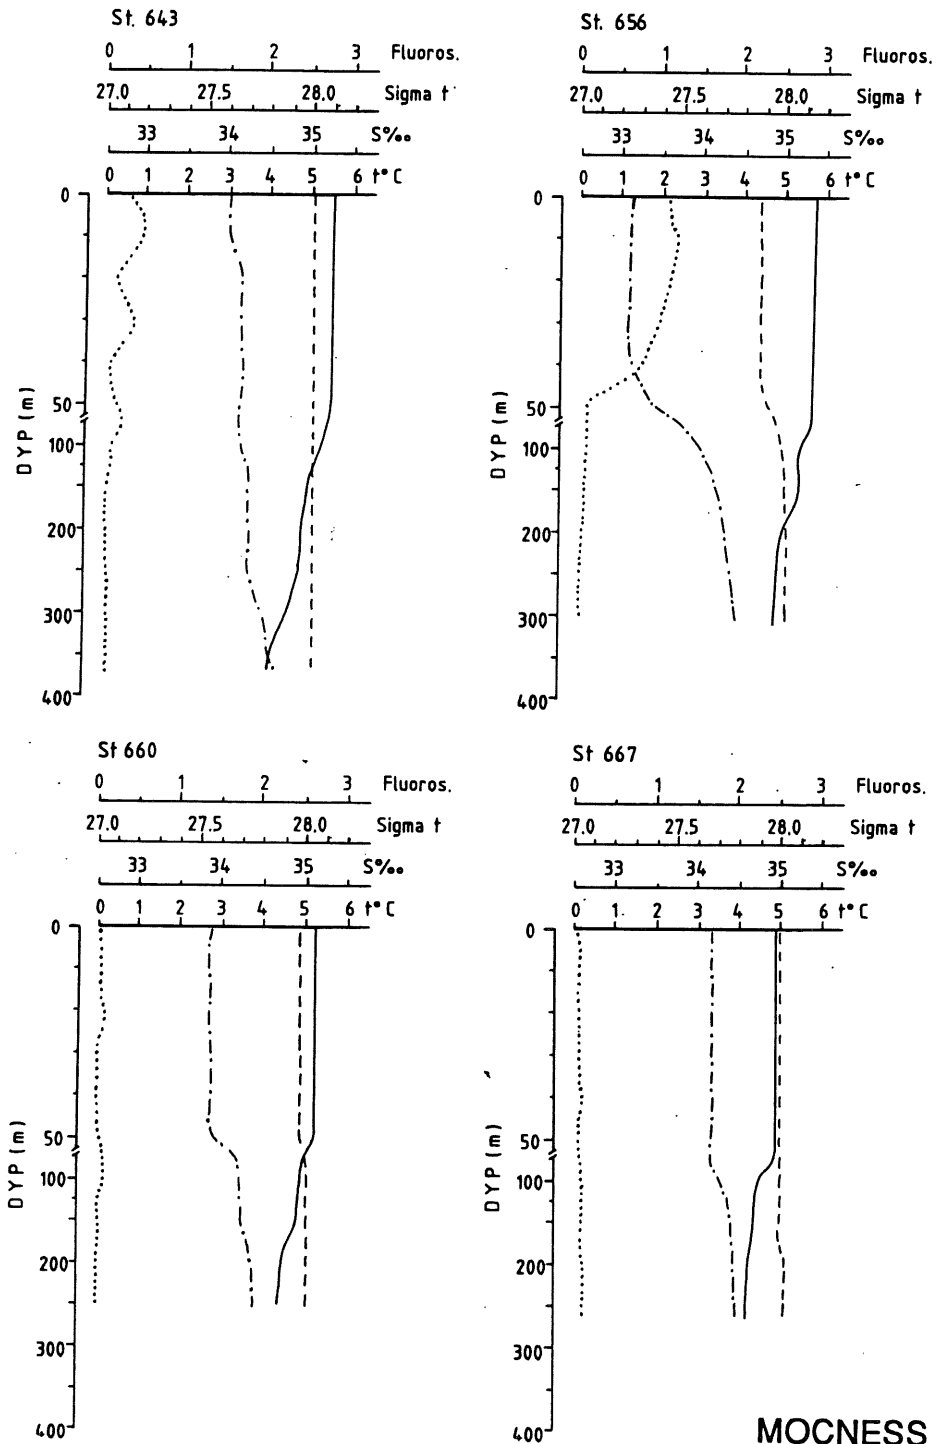 St. 643
0 1 2 3 Fluoros.
27.0 27.5 28.0 Sigma t
33 34 35 S‰
0 1 2 3 4 5 6 t°C
0
50
100
200
300
400
DYP (m)
St. 656
0 1 2 3 Fluoros.
27.0 27.5 28.0 Sigma t
33 34 35 S‰
0 1 2 3 4 5 6 t°C
0
50
100
200
300
400
DYP (m)
St 660
0 1 2 3 Fluoros.
27.0 27.5 28.0 Sigma t
33 34 35 S‰
0 1 2 3 4 5 6 t°C
0
50
100
200
300
400
DYP (m)
St 667
0 1 2 3 Fluoros.
27.0 27.5 28.0 Sigma t
33 34 35 S‰
0 1 2 3 4 5 6 t°C
0
50
100
200
300
400
DYP (m)
MOCNESS